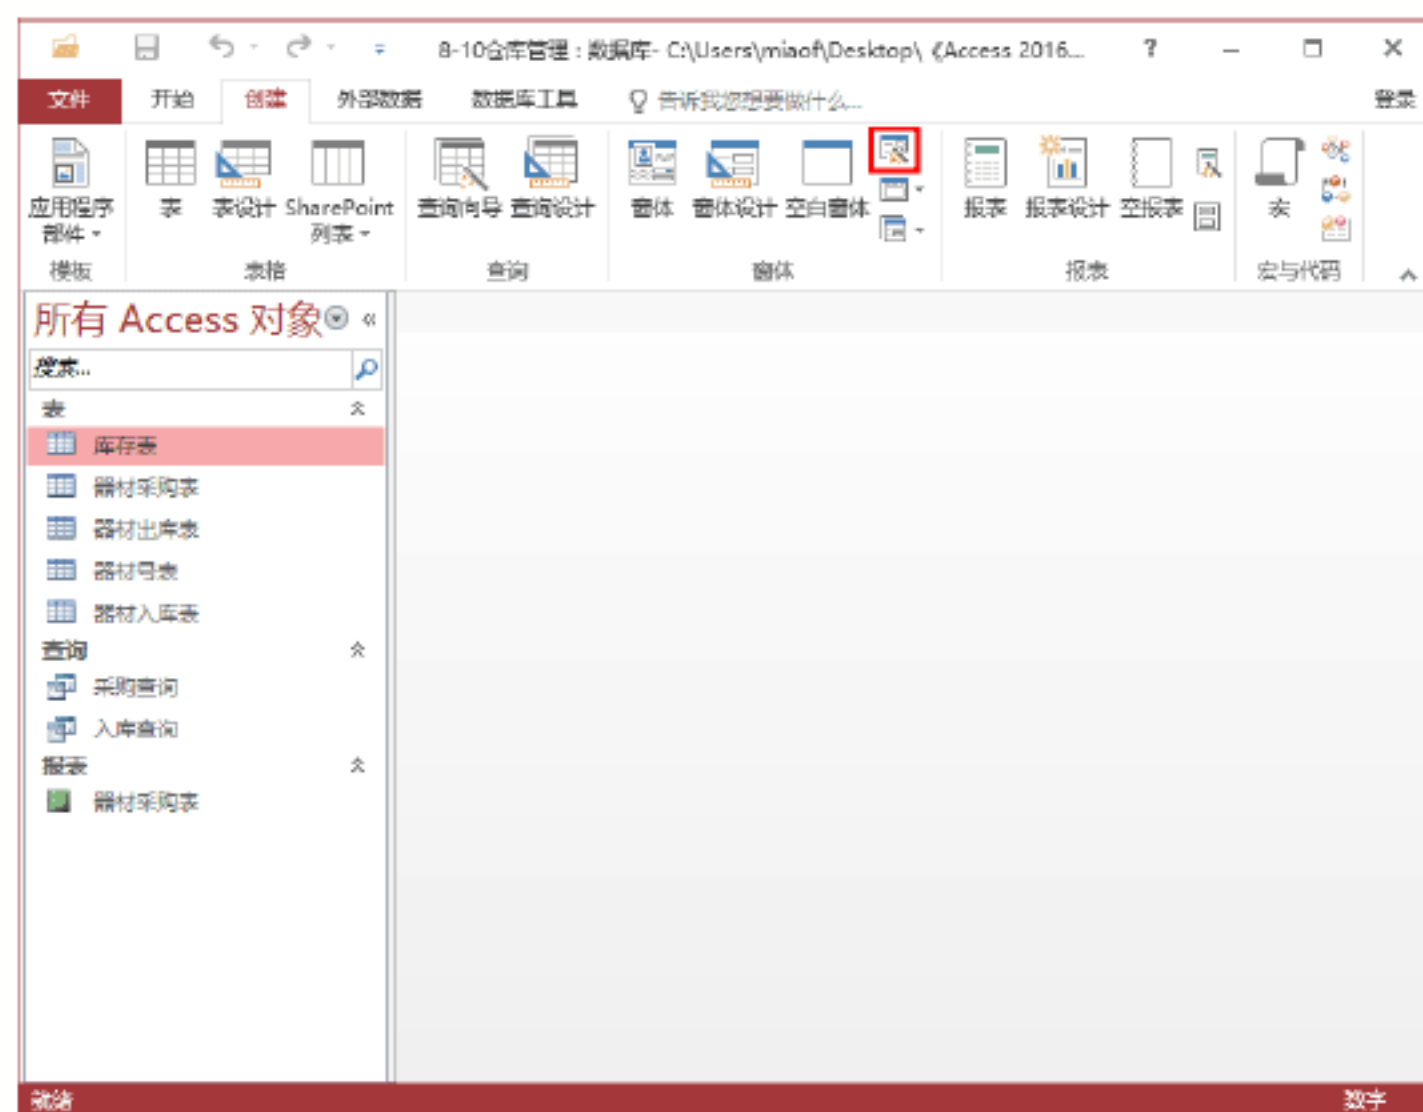 8-10仓库管理 : 数据库- C:\Users\miaof\Desktop\《Access 2016... ?
文件 开始 创建 外部数据 数据库工具 告诉我您想要做什么... 登录
应用程序 表 表设计 SharePoint 查询向导 查询设计 窗体 窗体设计 空白窗体 报表 报表设计 空报表 宏
部件 列表
模板 表格 查询 窗体 报表 宏与代码
所有 Access 对象
搜索...
表
库存表
器材采购表
器材出库表
器材号表
器材入库表
查询
采购查询
入库查询
报表
器材采购表
就绪 数字